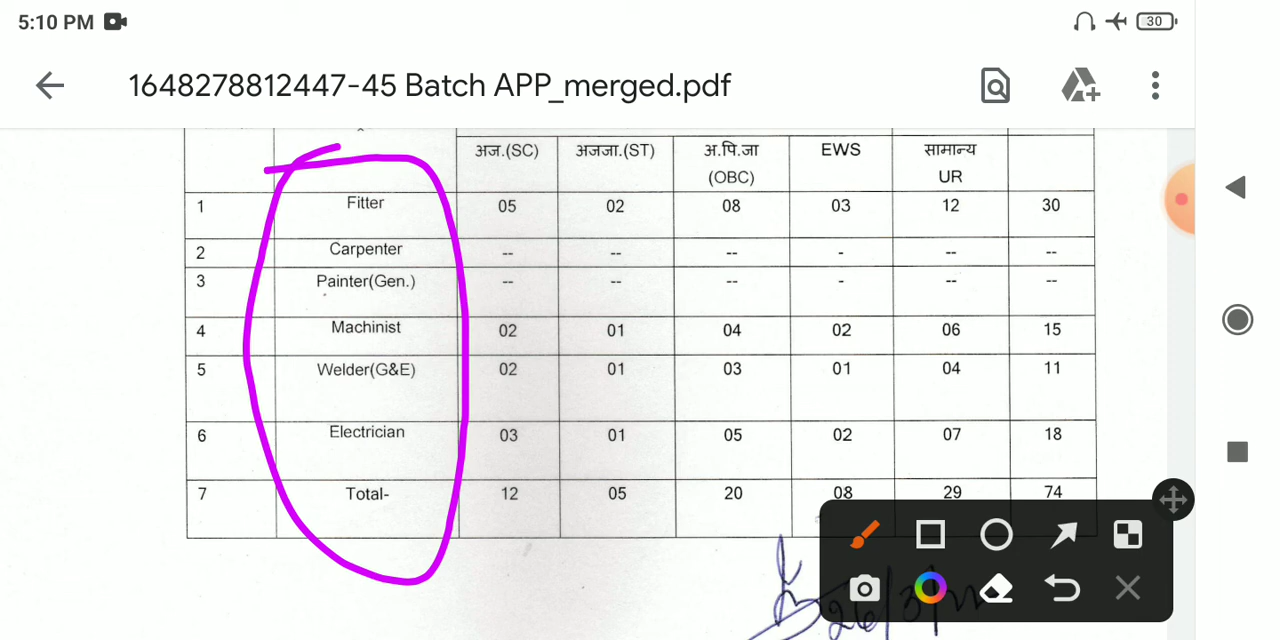 5:10 PM
30
1648278812447-45 Batch APP_merged.pdf
अज.(SC) अजजा.(ST) अ.पि.जा (OBC) EWS सामान्य UR
1 Fitter 05 02 08 03 12 30
2 Carpenter -- -- -- - -- --
3 Painter(Gen.) -- -- -- - -- --
4 Machinist 02 01 04 02 06 15
5 Welder(G&E) 02 01 03 01 04 11
6 Electrician 03 01 05 02 07 18
7 Total- 12 05 20 08 29 74